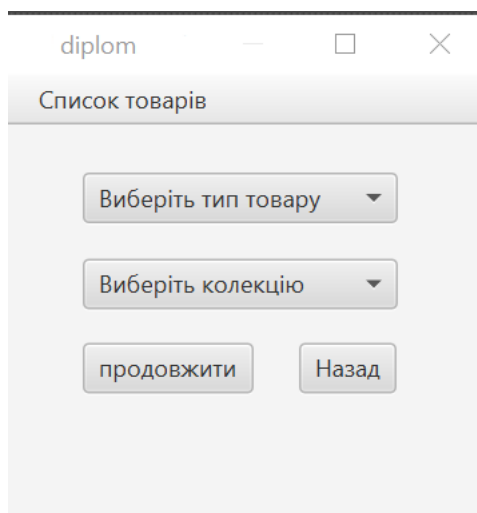 diplom
Список товарів
Виберіть тип товару
Виберіть колекцію
продовжити Назад